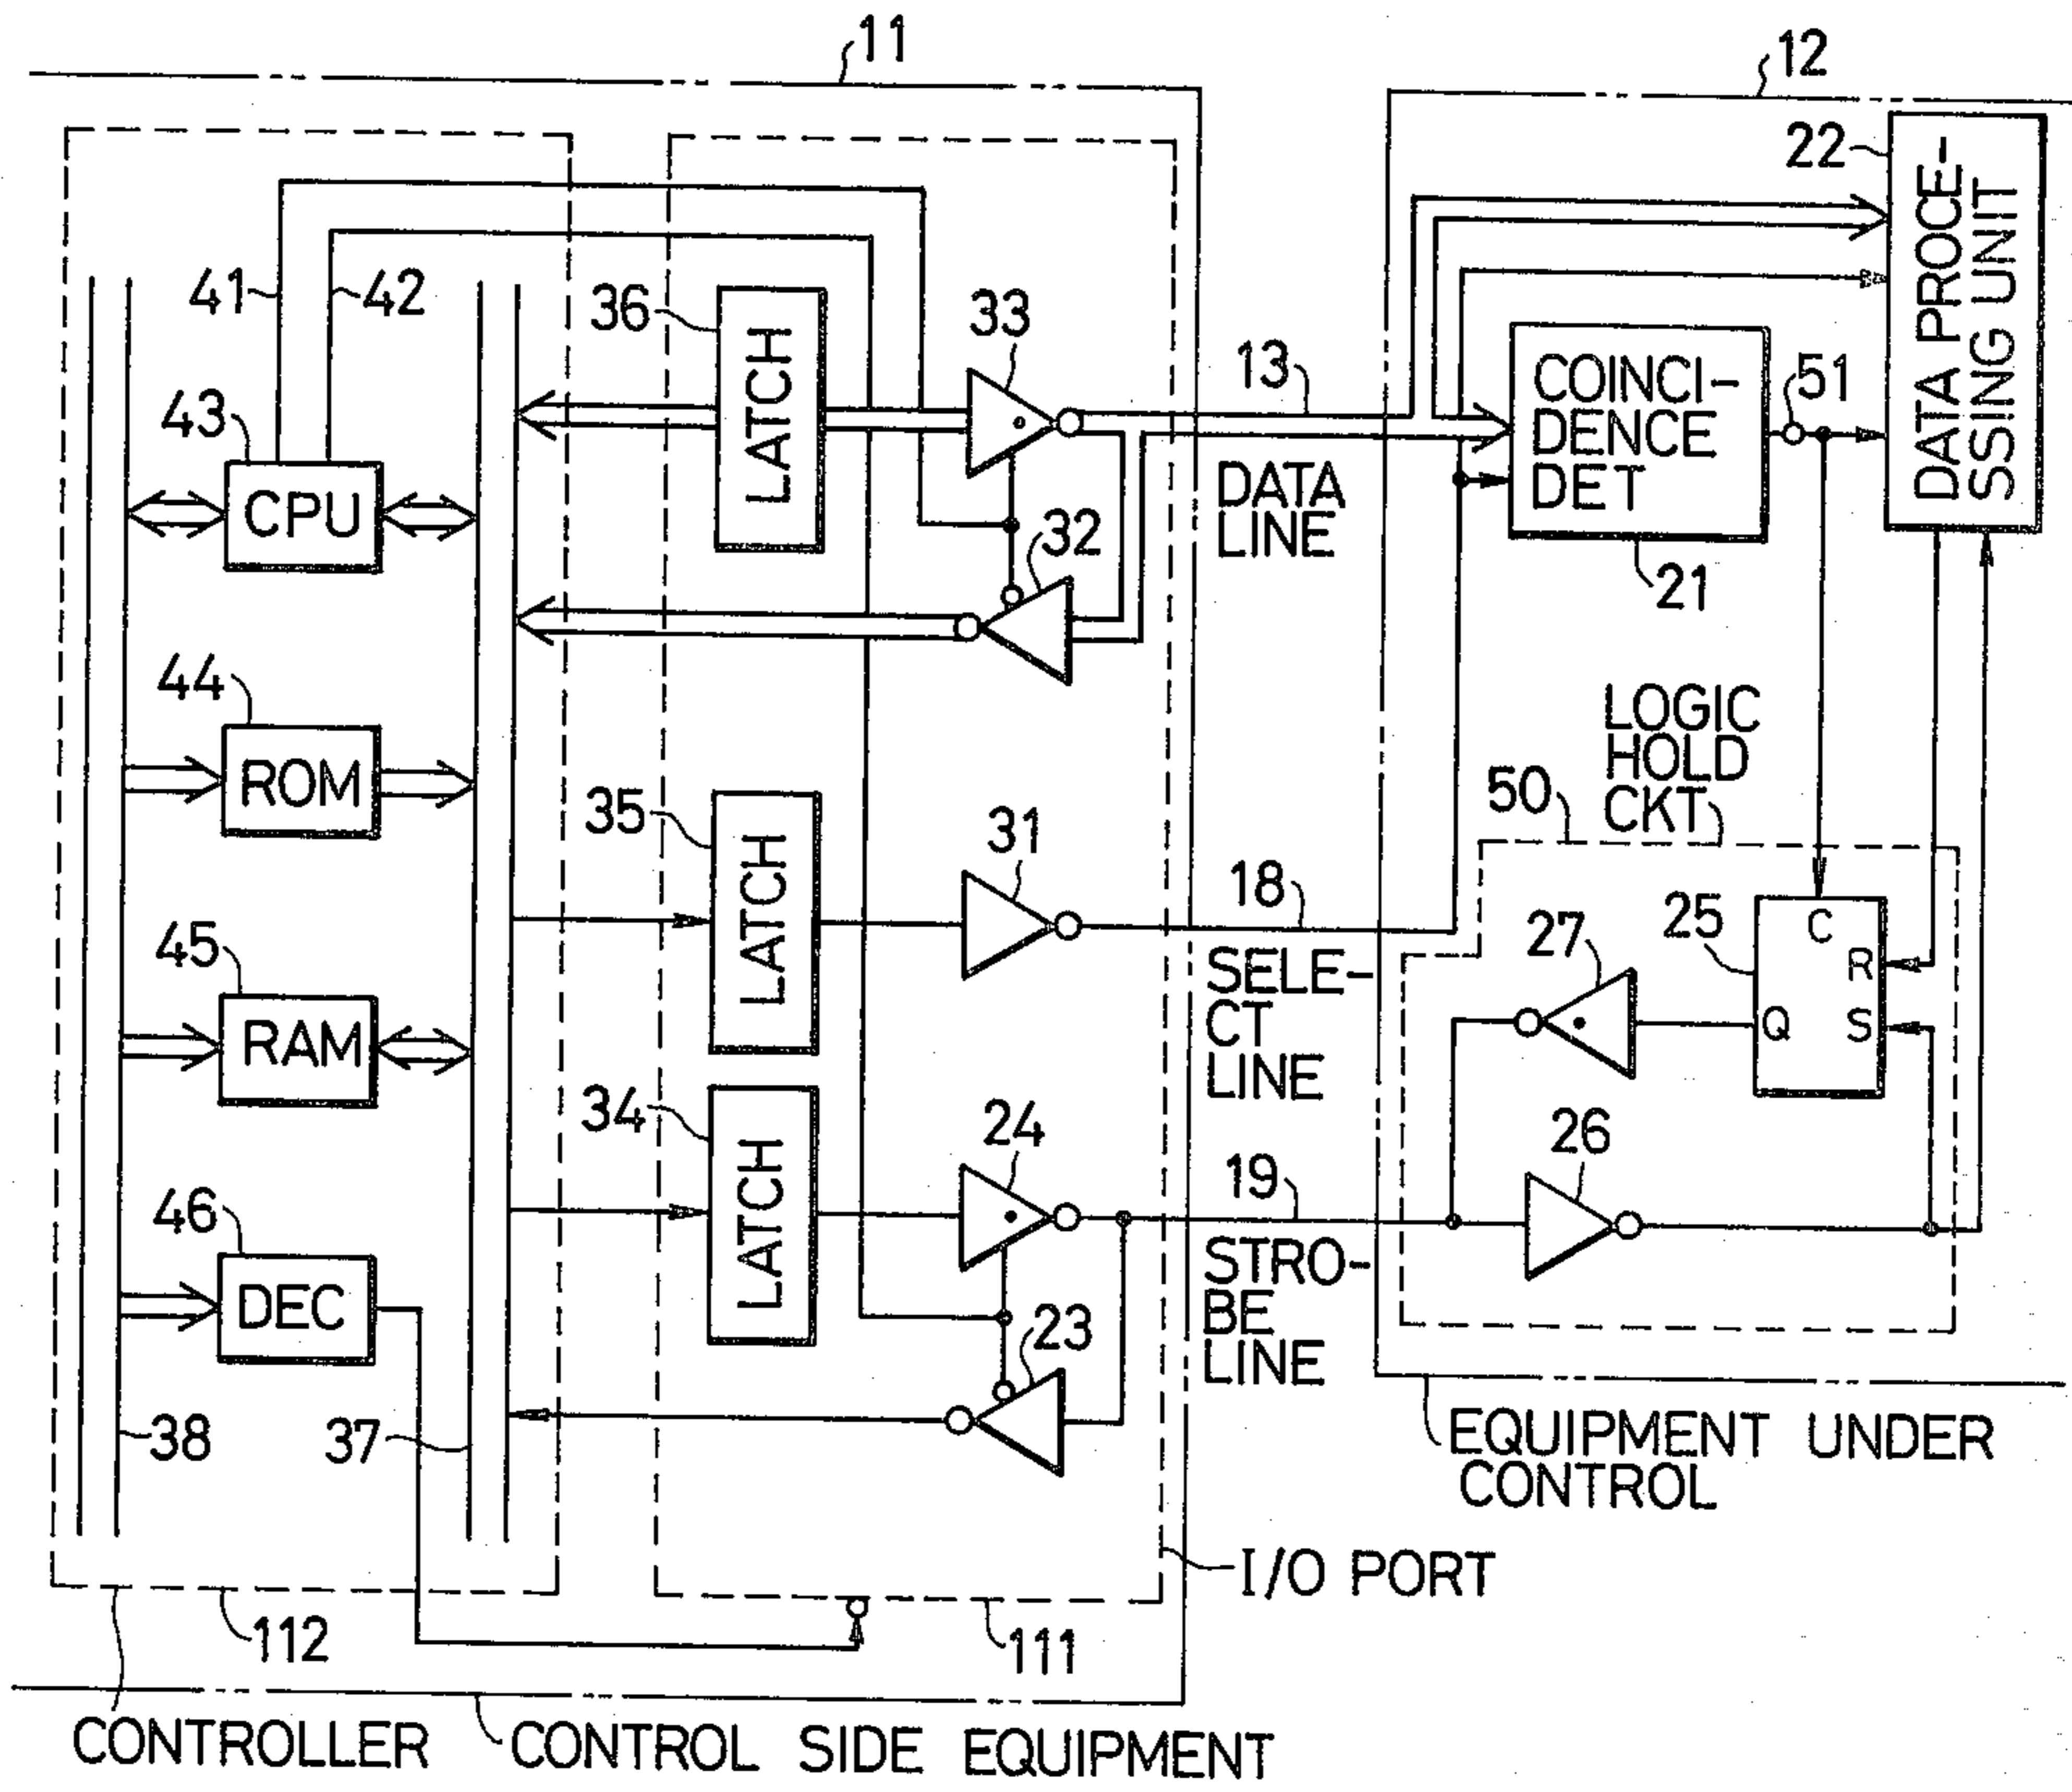 11
12
22
DATA PROCE-
SSING UNIT
41
42
36
LATCH
33
13
COINCI-
DENCE
DET
51
43
CPU
DATA
LINE
32
21
44
ROM
LOGIC
HOLD
CKT
50
35
LATCH
31
18
SELE-
CT
LINE
27
25
C
R
Q
S
45
RAM
34
LATCH
24
19
STRO-
BE
LINE
26
46
DEC
23
38
37
EQUIPMENT UNDER
CONTROL
I/O PORT
112
111
CONTROLLER
CONTROL SIDE EQUIPMENT